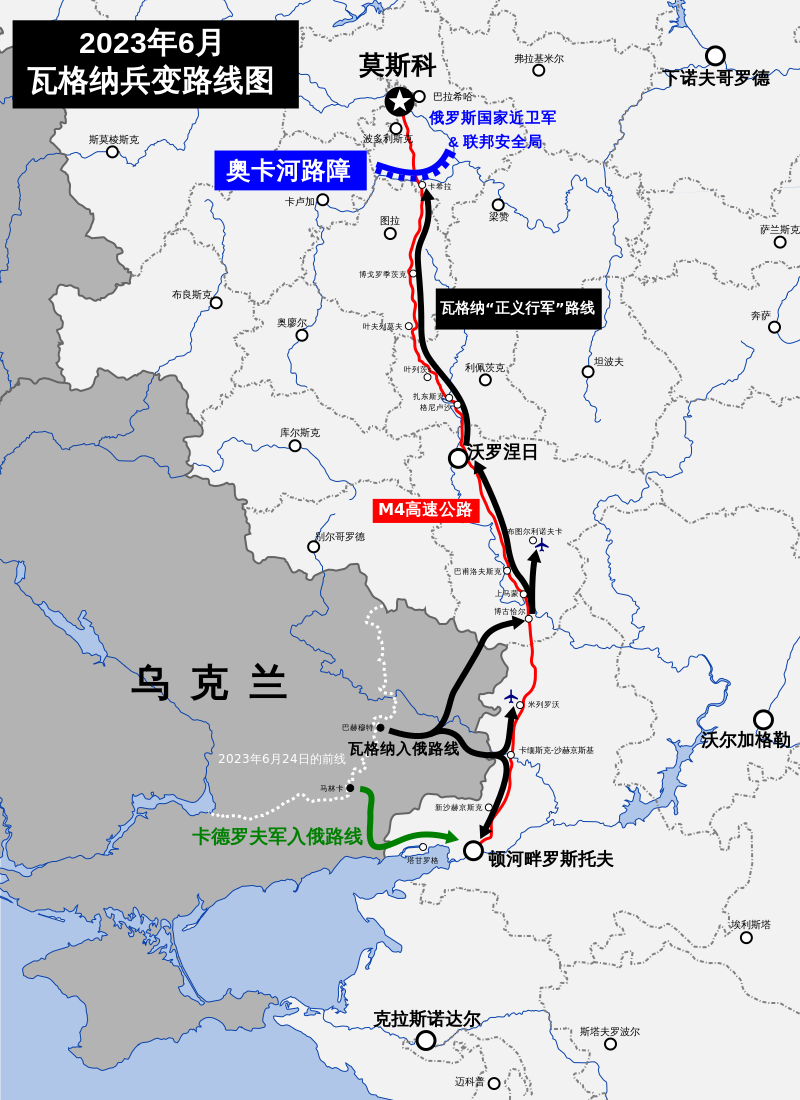 2023年6月
瓦格纳兵变路线图
莫斯科
弗拉基米尔
下诺夫哥罗德
巴拉希哈
俄罗斯国家近卫军
& 联邦安全局
波多利斯克
斯莫棱斯克
奥卡河路障
卡希拉
卡卢加
图拉
梁赞
萨兰斯克
博戈罗季茨克
布良斯克
瓦格纳“正义行军”路线
奔萨
奥廖尔
叶夫列莫夫
叶列茨
利佩茨克
坦波夫
扎东斯克
格尼卢沙
库尔斯克
沃罗涅日
M4高速公路
别尔哥罗德
布图尔利诺夫卡
巴甫洛夫斯克
上马蒙
博古恰尔
乌克兰
米列罗沃
巴赫穆特
沃尔加格勒
瓦格纳入俄路线
卡缅斯克-沙赫京斯基
2023年6月24日的前线
马林卡
新沙赫京斯克
卡德罗夫军入俄路线
塔甘罗格
顿河畔罗斯托夫
埃利斯塔
克拉斯诺达尔
斯塔夫罗波尔
迈科普